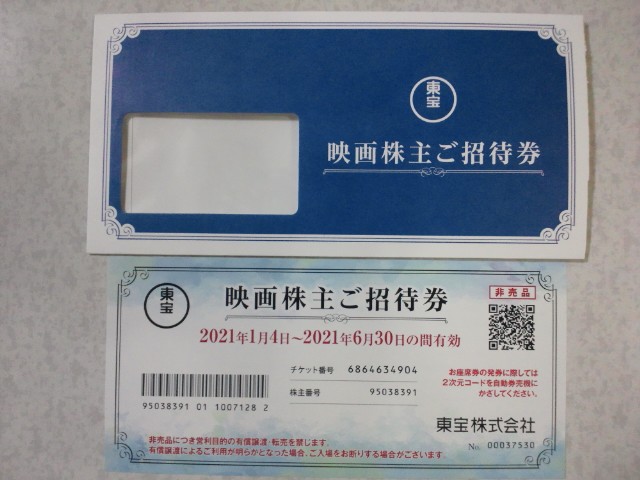 東宝
映画株主ご招待券
東宝
映画株主ご招待券
非売品
2021年1月4日～2021年6月30日の間有効
チケット番号 6864634904
株主番号 95038391
95038391 01 1007128 2
お座席券の発券に際しては
2次元コードを自動券売機に
かざしてください。
東宝株式会社
No. 00037530
非売品につき営利目的の有償譲渡・転売を禁じます。
有償譲渡によるご利用が明らかとなった場合、ご入場をお断りする場合がございます。